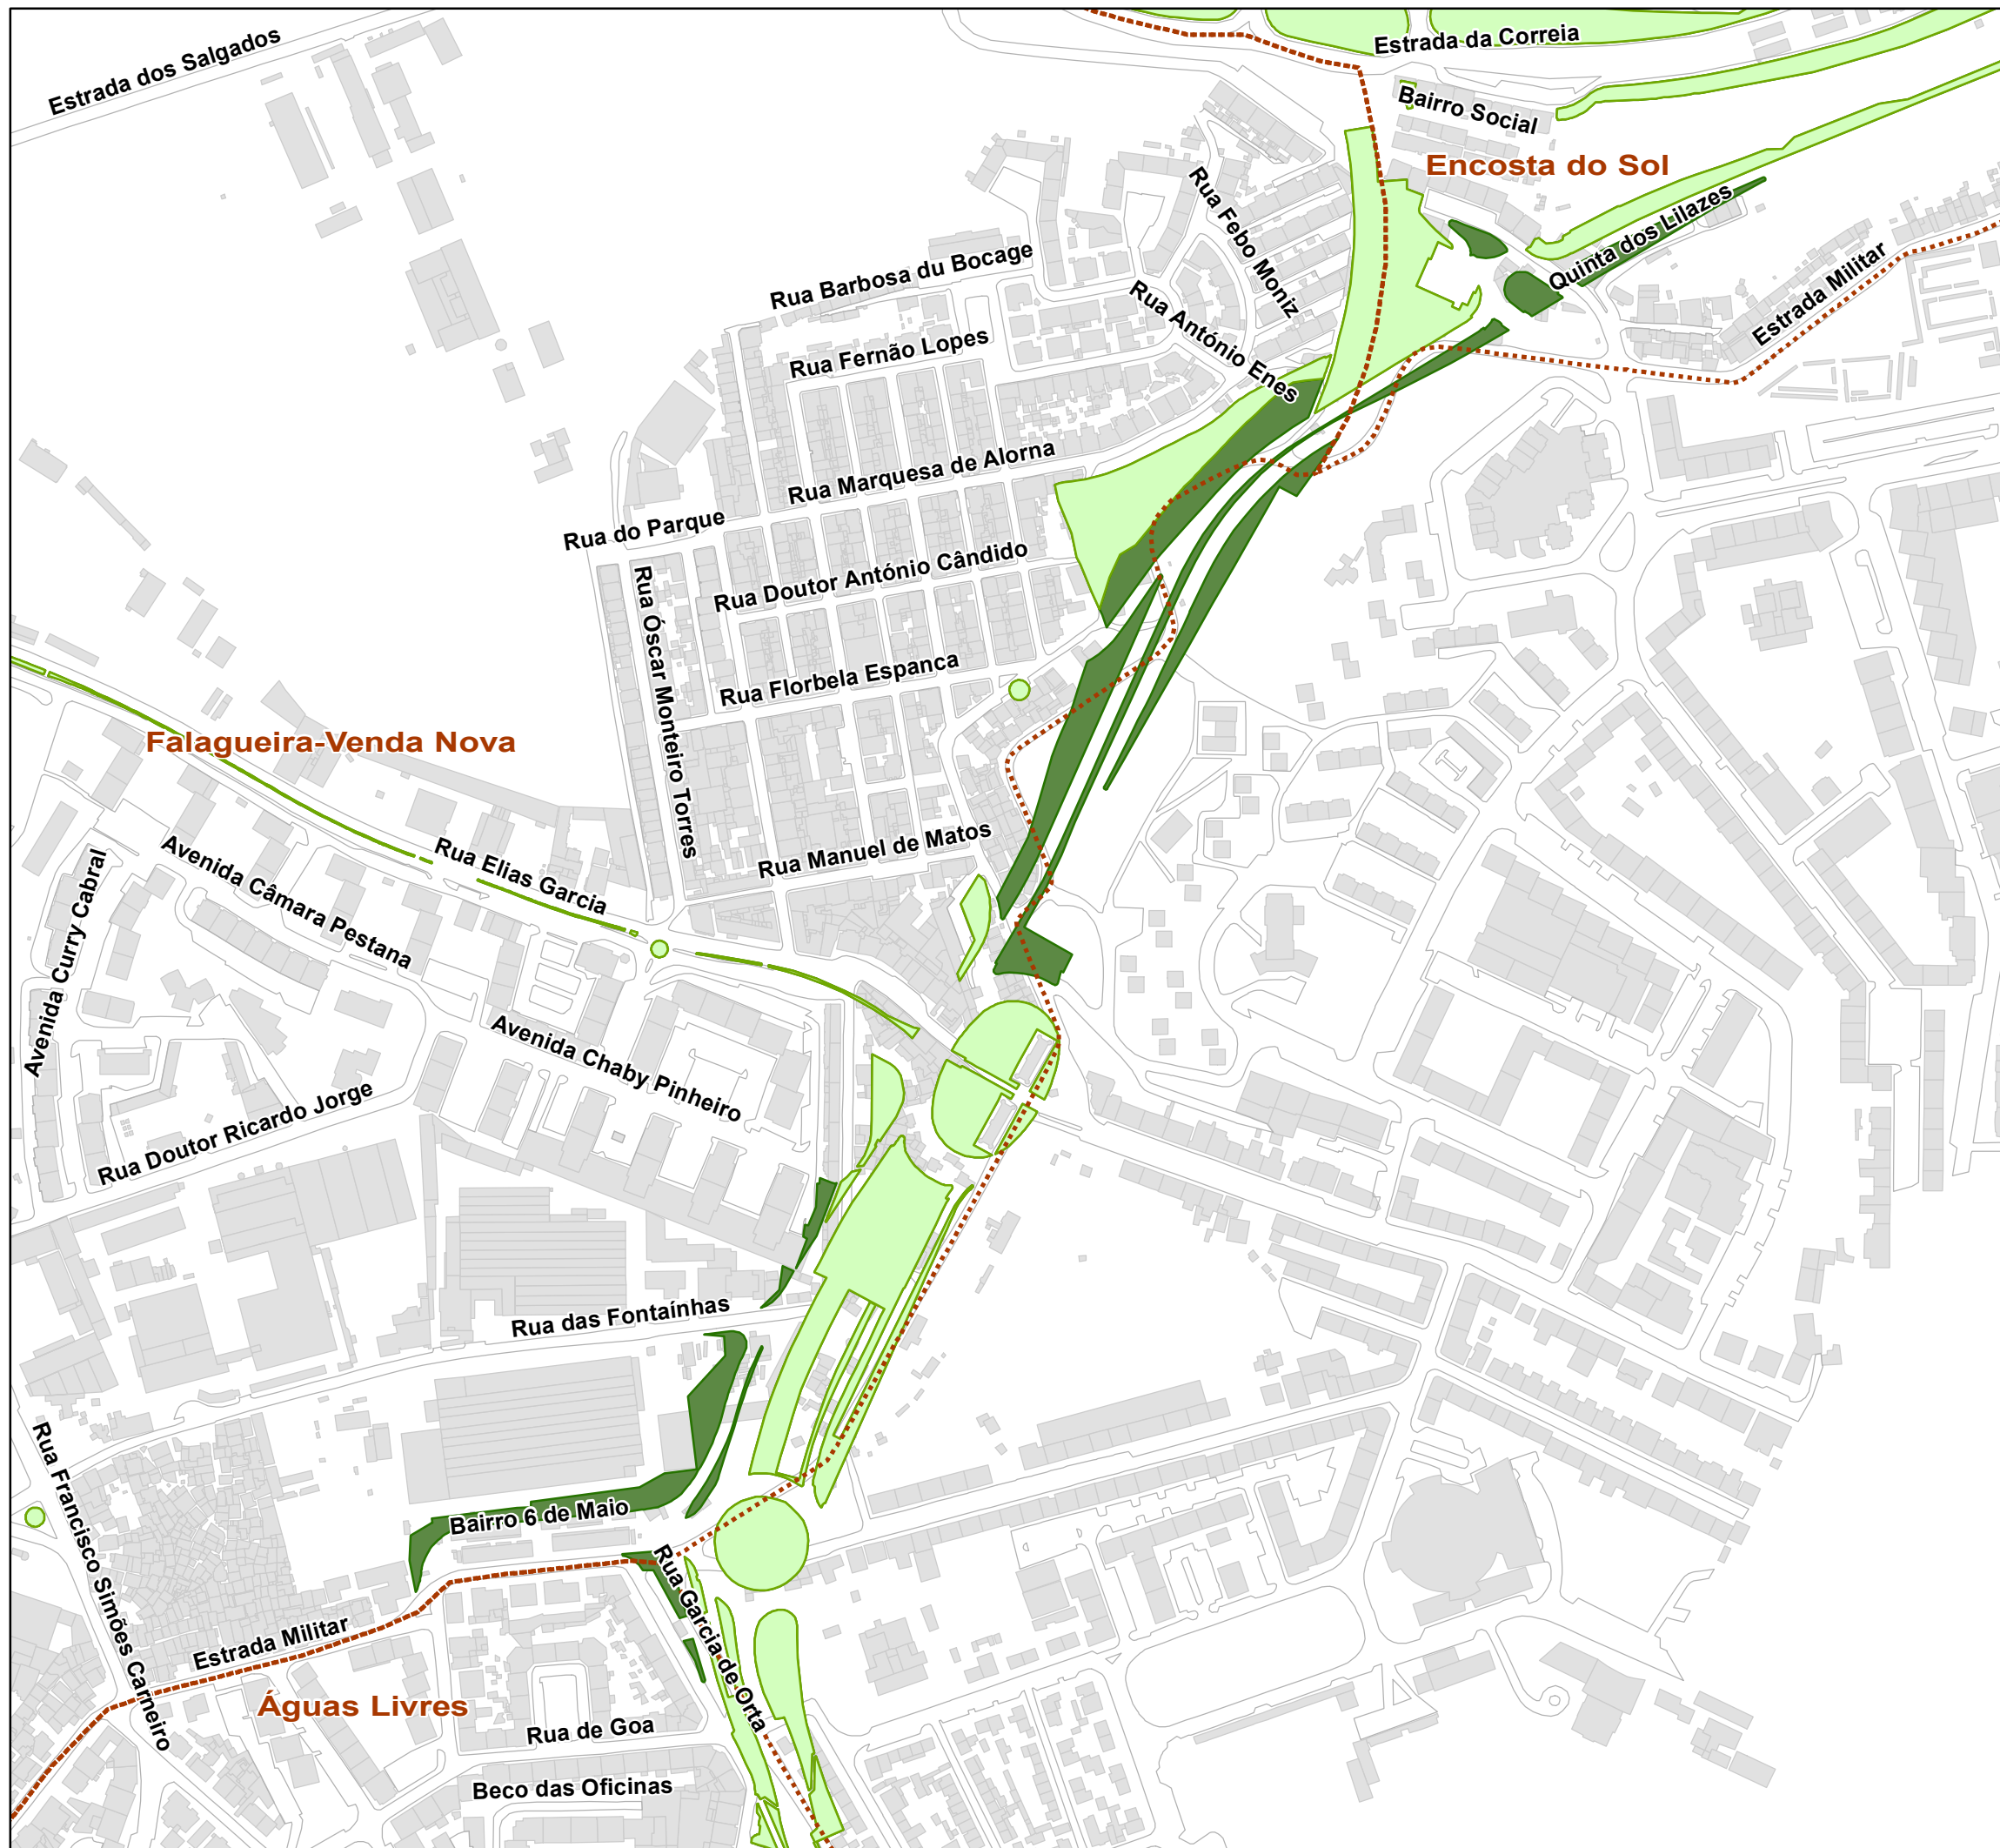 Estrada dos Salgados
Estrada da Correia
Bairro Social
Encosta do Sol
Rua Febo Moniz
Quinta dos Lilazes
Estrada Militar
Rua Barbosa du Bocage
Rua António Enes
Rua Fernão Lopes
Rua Marquesa de Alorna
Rua do Parque
Rua Doutor António Cândido
Rua Óscar Monteiro Torres
Rua Florbela Espanca
Falagueira-Venda Nova
Rua Manuel de Matos
Rua Elias Garcia
Avenida Câmara Pestana
Avenida Curry Cabral
Avenida Chaby Pinheiro
Rua Doutor Ricardo Jorge
Rua das Fontaínhas
Rua Francisco Simões Carneiro
Bairro 6 de Maio
Rua Garcia de Orta
Estrada Militar
Águas Livres
Rua de Goa
Beco das Oficinas